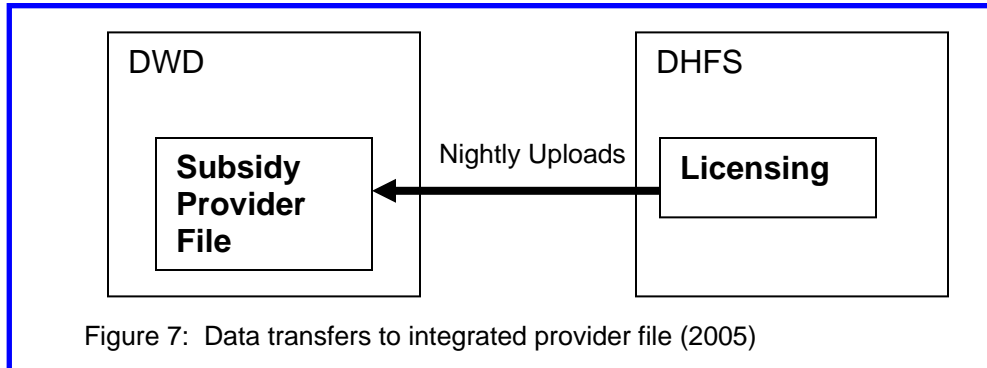 DWD
DHFS
Subsidy
Provider
File
Nightly Uploads
Licensing
Figure 7: Data transfers to integrated provider file (2005)